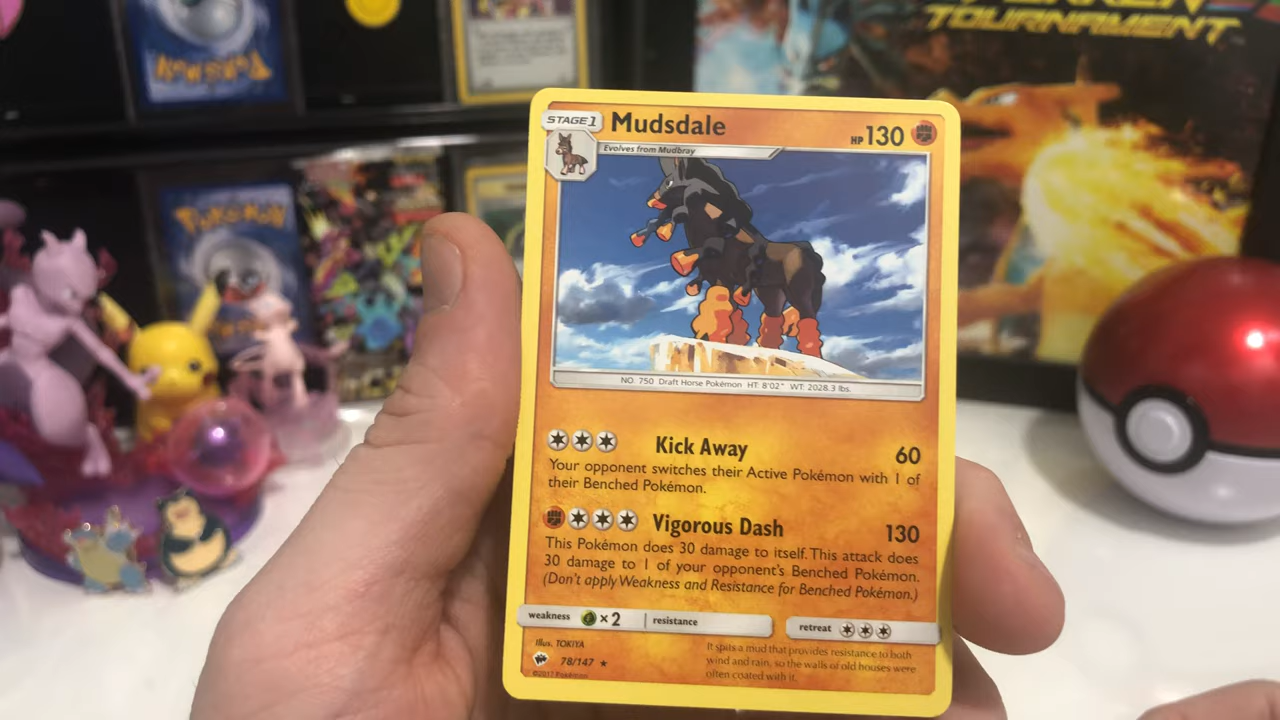 TOURNAMENT
POKéMON
STAGE1
Mudsdale
HP 130
Evolves from Mudbray
NO. 750 Draft Horse Pokémon HT: 8'02" WT: 2028.3 lbs.
Kick Away 60
Your opponent switches their Active Pokémon with 1 of
their Benched Pokémon.
Vigorous Dash 130
This Pokémon does 30 damage to itself. This attack does
30 damage to 1 of your opponent's Benched Pokémon.
(Don't apply Weakness and Resistance for Benched Pokémon.)
weakness ×2 resistance retreat
Illus. TOKIYA
78/147 ★
©2017 Pokémon
It spits a mud that provides resistance to both
wind and rain, so the walls of old houses were
often coated with it.